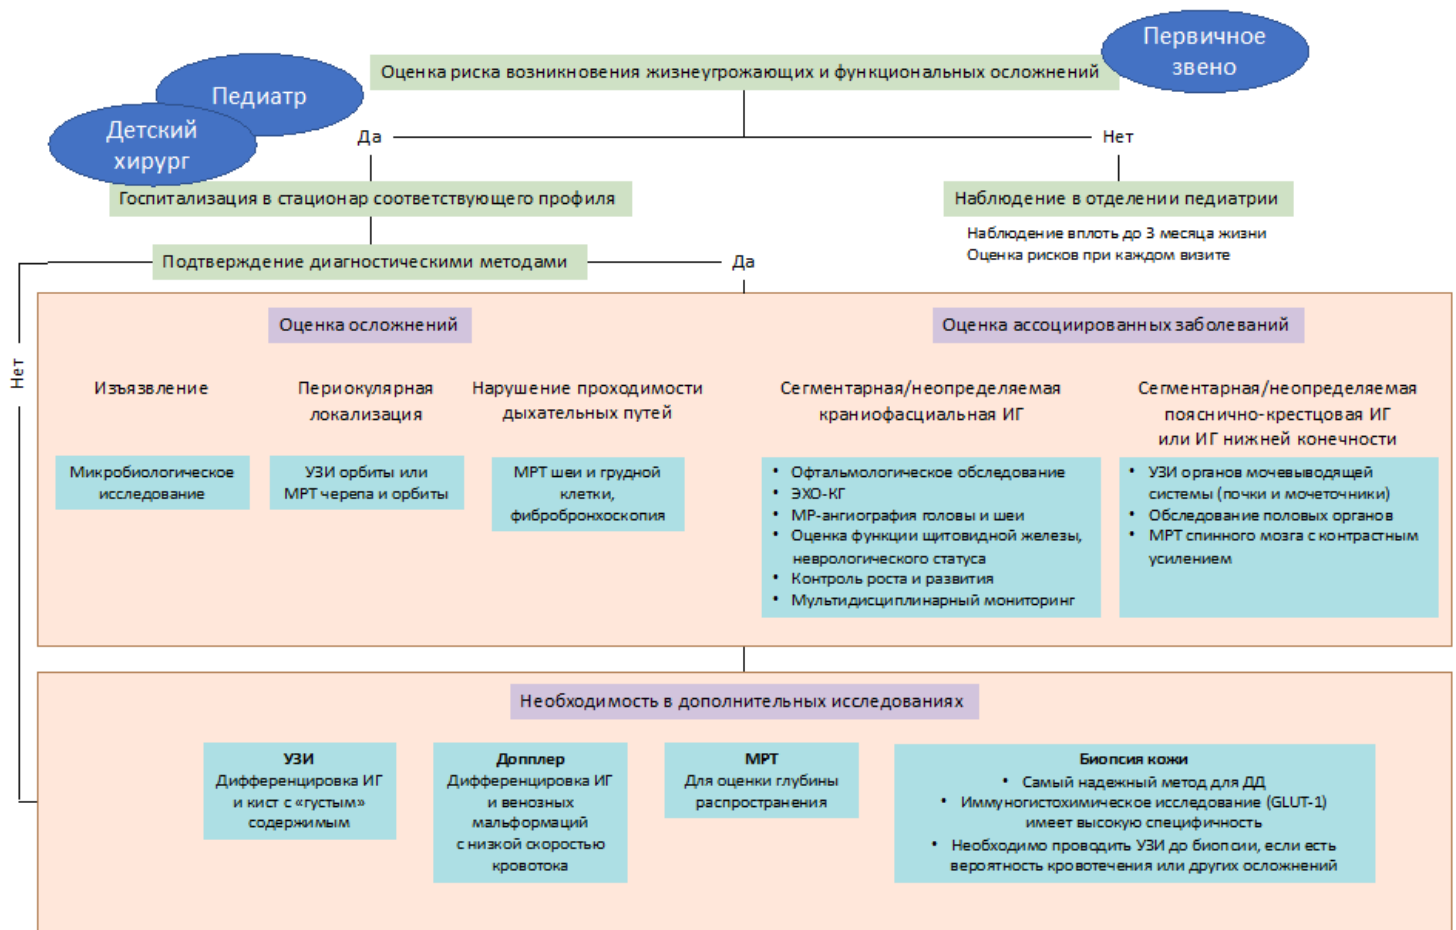 Первичное
звено
Оценка риска возникновения жизнеугрожающих и функциональных осложнений
Педиатр
Детский
хирург
Да
Нет
Госпитализация в стационар соответствующего профиля
Наблюдение в отделении педиатрии
Наблюдение вплоть до 3 месяца жизни
Оценка рисков при каждом визите
Подтверждение диагностическими методами
Да
Нет
Оценка осложнений
Оценка ассоциированных заболеваний
Изъязвление
Периокулярная
локализация
Нарушение проходимости
дыхательных путей
Сегментарная/неопределяемая
краниофасциальная ИГ
Сегментарная/неопределяемая
пояснично-крестцовая ИГ
или ИГ нижней конечности
Микробиологическое
исследование
УЗИ орбиты или
МРТ черепа и орбиты
МРТ шеи и грудной
клетки,
фибробронхоскопия
• Офтальмологическое обследование
• ЭХО-КГ
• МР-ангиография головы и шеи
• Оценка функции щитовидной железы,
неврологического статуса
• Контроль роста и развития
• Мультидисциплинарный мониторинг
• УЗИ органов мочевыводящей
системы (почки и мочеточники)
• Обследование половых органов
• МРТ спинного мозга с контрастным
усилением
Необходимость в дополнительных исследованиях
УЗИ
Дифференцировка ИГ
и кист с «густым»
содержимым
Допплер
Дифференцировка ИГ
и венозных
мальформаций
с низкой скоростью
кровотока
МРТ
Для оценки глубины
распространения
Биопсия кожи
• Самый надежный метод для ДД
• Иммуногистохимическое исследование (GLUT-1)
имеет высокую специфичность
• Необходимо проводить УЗИ до биопсии, если есть
вероятность кровотечения или других осложнений